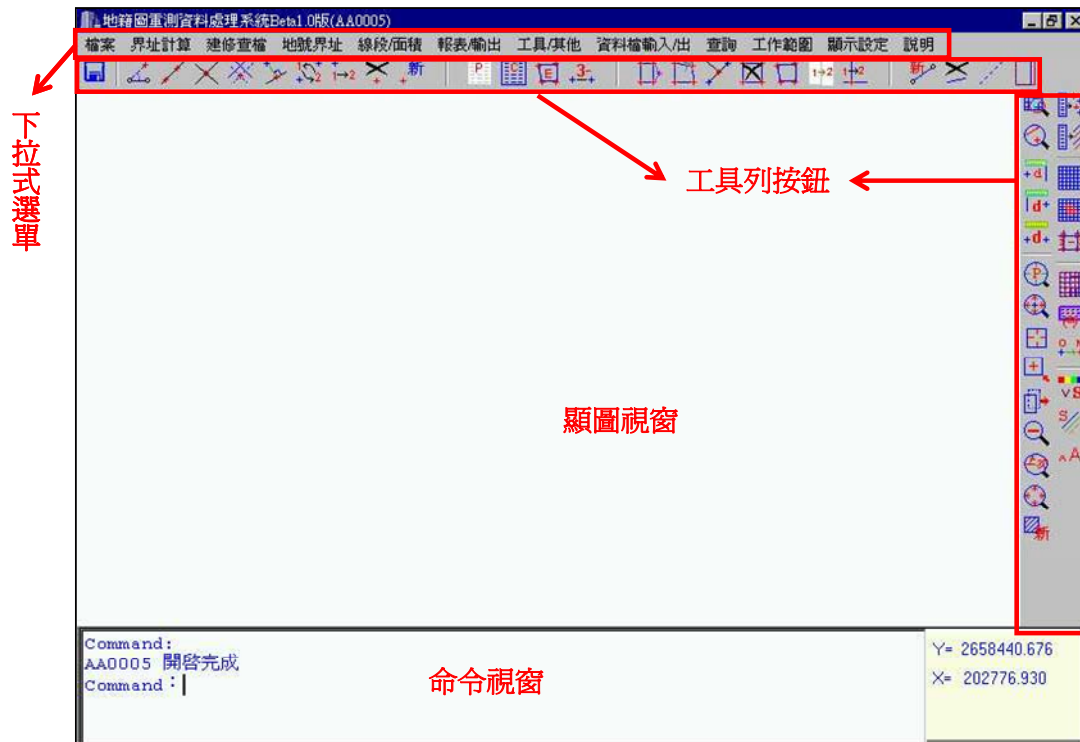 地籍圖重測資料處理系統Beta1.0版(AA0005)
檔案 界址計算 建修查檔 地號界址 線段/面積 報表/輸出 工具/其他 資料檔輸入/出 查詢 工作範圍 顯示設定 說明
下拉式選單
工具列按鈕
顯圖視窗
Command:
AA0005 開啓完成
Command:
命令視窗
Y= 2658440.676
X= 202776.930